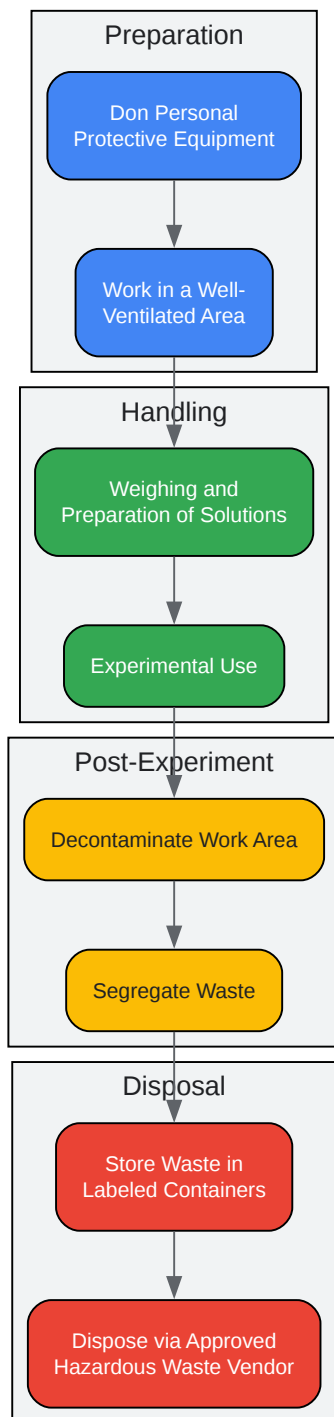 Preparation
Don Personal
Protective Equipment
Work in a Well-
Ventilated Area
Handling
Weighing and
Preparation of Solutions
Experimental Use
Post-Experiment
Decontaminate Work Area
Segregate Waste
Disposal
Store Waste in
Labeled Containers
Dispose via Approved
Hazardous Waste Vendor